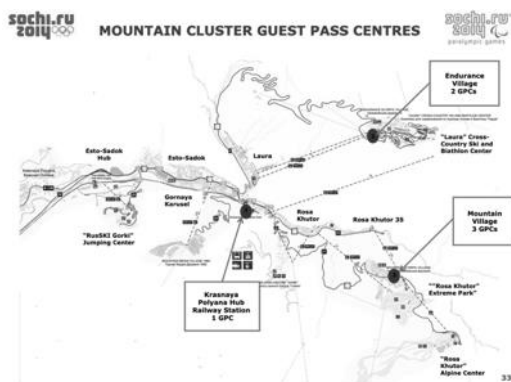 sochi.ru
2014
MOUNTAIN CLUSTER GUEST PASS CENTRES
sochi.ru
2014
paralympic games
Endurance
Village
2 GPCs
Esto-Sadok
Hub
Esto-Sadok
Laura
"Laura" Cross-
Country Ski and
Biathlon Center
Gornaya
Karusel
Rosa
Khutor
Rosa Khutor 35
"RusSKI Gorki"
Jumping Center
Mountain
Village
3 GPCs
Krasnaya
Polyana Hub
Railway Station
1 GPC
""Rosa Khutor"
Extreme Park"
"Rosa
Khutor"
Alpine Center
33